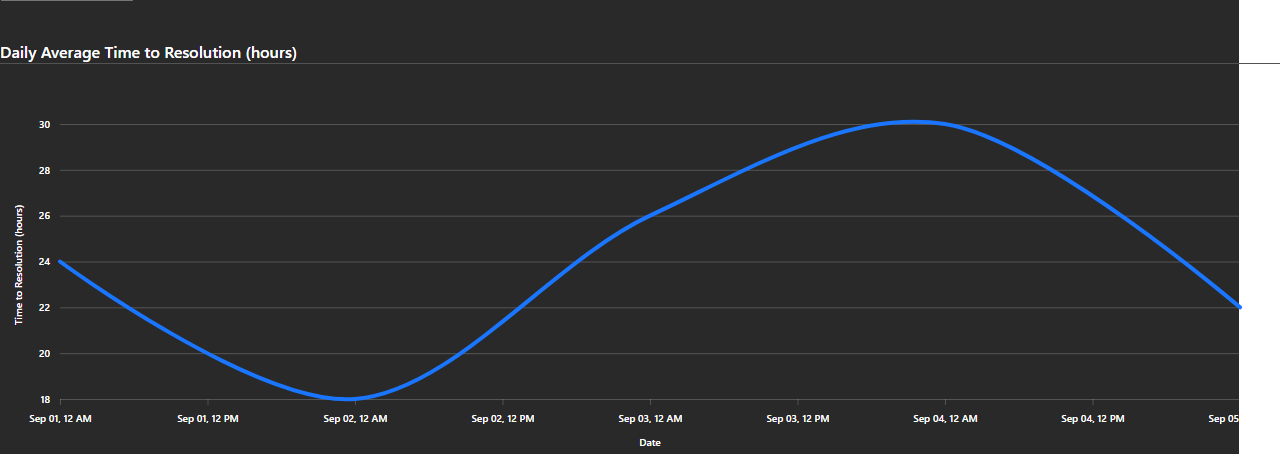 Daily Average Time to Resolution (hours)
30
28
26
24
22
20
18
Time to Resolution (hours)
Sep 01, 12 AM
Sep 01, 12 PM
Sep 02, 12 AM
Sep 02, 12 PM
Sep 03, 12 AM
Sep 03, 12 PM
Sep 04, 12 AM
Sep 04, 12 PM
Sep 05
Date